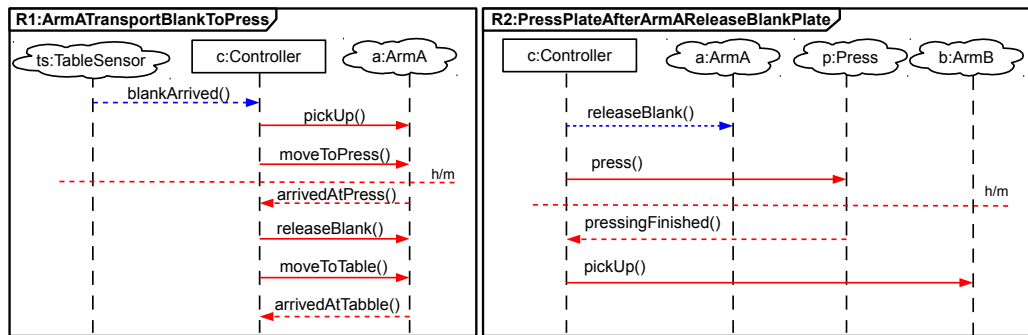 R1:ArmATransportBlankToPress
ts:TableSensor
c:Controller
a:ArmA
blankArrived()
pickUp()
moveToPress()
h/m
arrivedAtPress()
releaseBlank()
moveToTable()
arrivedAtTabble()
R2:PressPlateAfterArmAReleaseBlankPlate
c:Controller
a:ArmA
p:Press
b:ArmB
releaseBlank()
press()
h/m
pressingFinished()
pickUp()